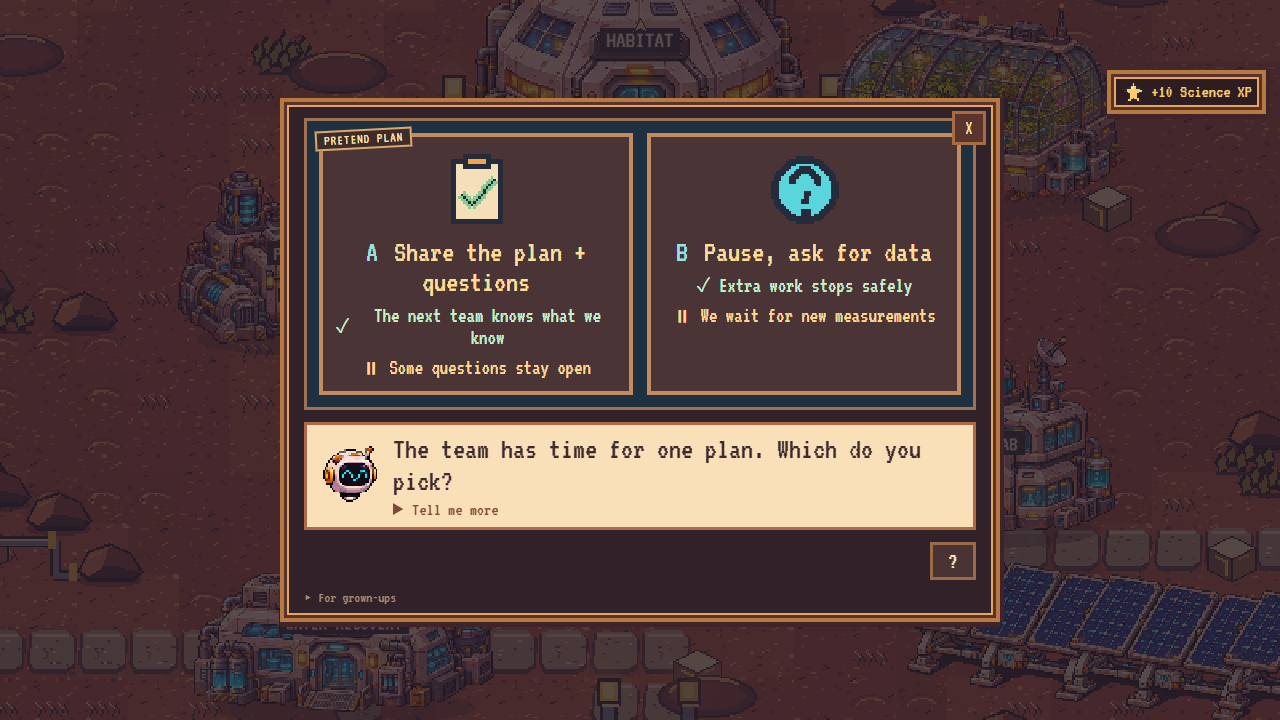 HABITAT
+10 Science XP
X
PRETEND PLAN
A Share the plan +
questions
✓ The next team knows what we
know
Some questions stay open
B Pause, ask for data
✓ Extra work stops safely
We wait for new measurements
The team has time for one plan. Which do you
pick?
Tell me more
?
For grown-ups